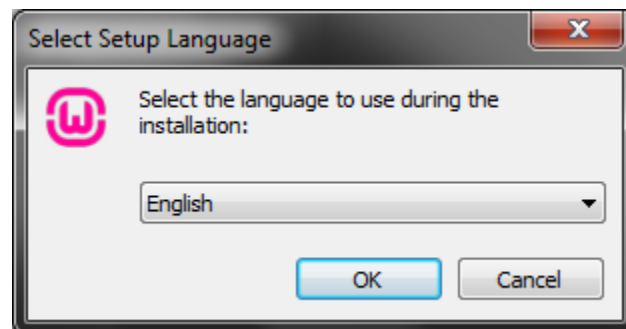 Select Setup Language
Select the language to use during the
installation:
English
OK
Cancel